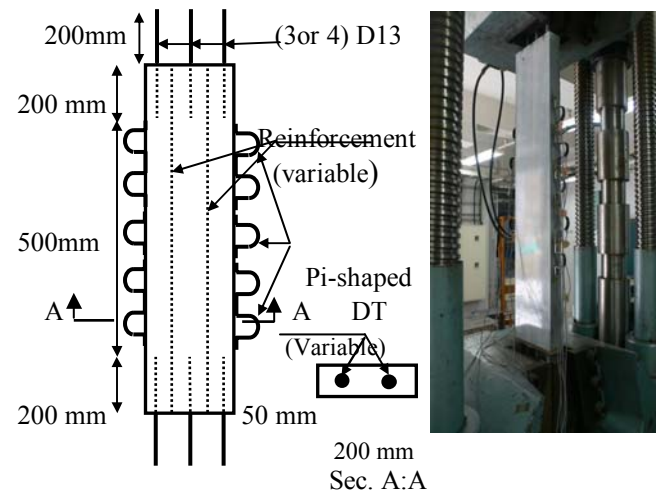 200mm
(3or 4) D13
200 mm
Reinforcement
(variable)
500mm
Pi-shaped
A
A
DT
(Variable)
200 mm
50 mm
200 mm
Sec. A:A